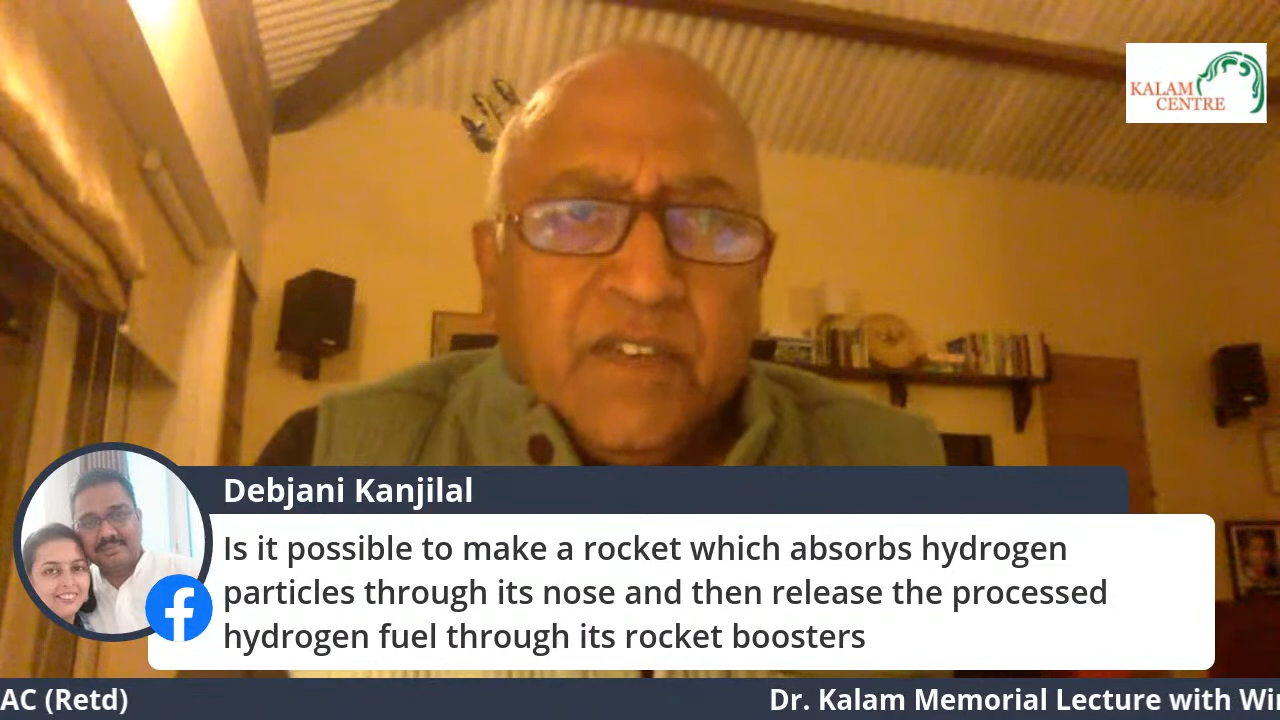 KALAM
CENTRE
Debjani Kanjilal
Is it possible to make a rocket which absorbs hydrogen
particles through its nose and then release the processed
hydrogen fuel through its rocket boosters
AC (Retd)
Dr. Kalam Memorial Lecture with Wi